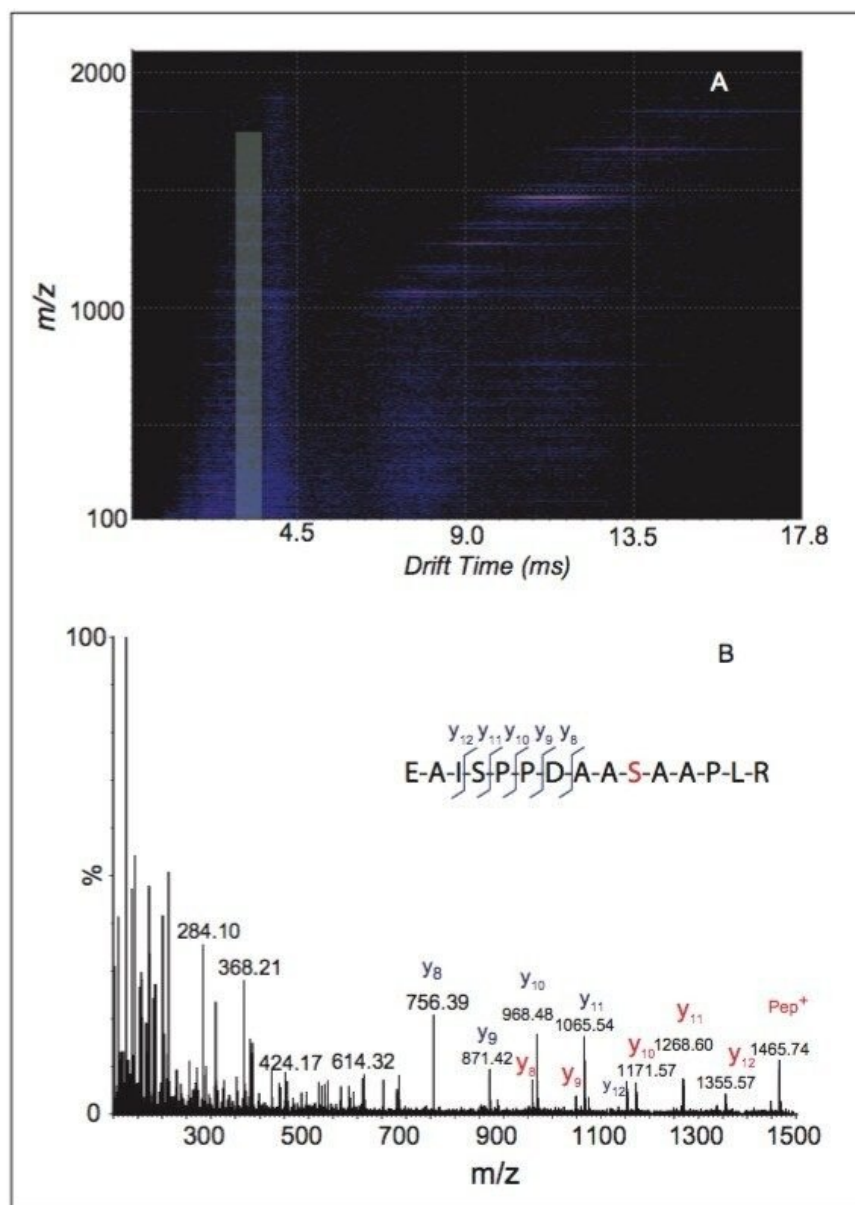 A
2000
m/z
1000
100
4.5 9.0 13.5 17.8
Drift Time (ms)
B
100
%
0
y12 y11 y10 y9 y8
E-A-I-S-P-P-D-A-A-S-A-A-P-L-R
284.10
368.21
424.17
614.32
y8
756.39
y9
871.42
y8
y10
968.48
y9
y11
1065.54
y12
y10
1171.57
y11
1268.60
y12
1355.57
Pep+
1465.74
300 500 700 900 1100 1300 1500
m/z